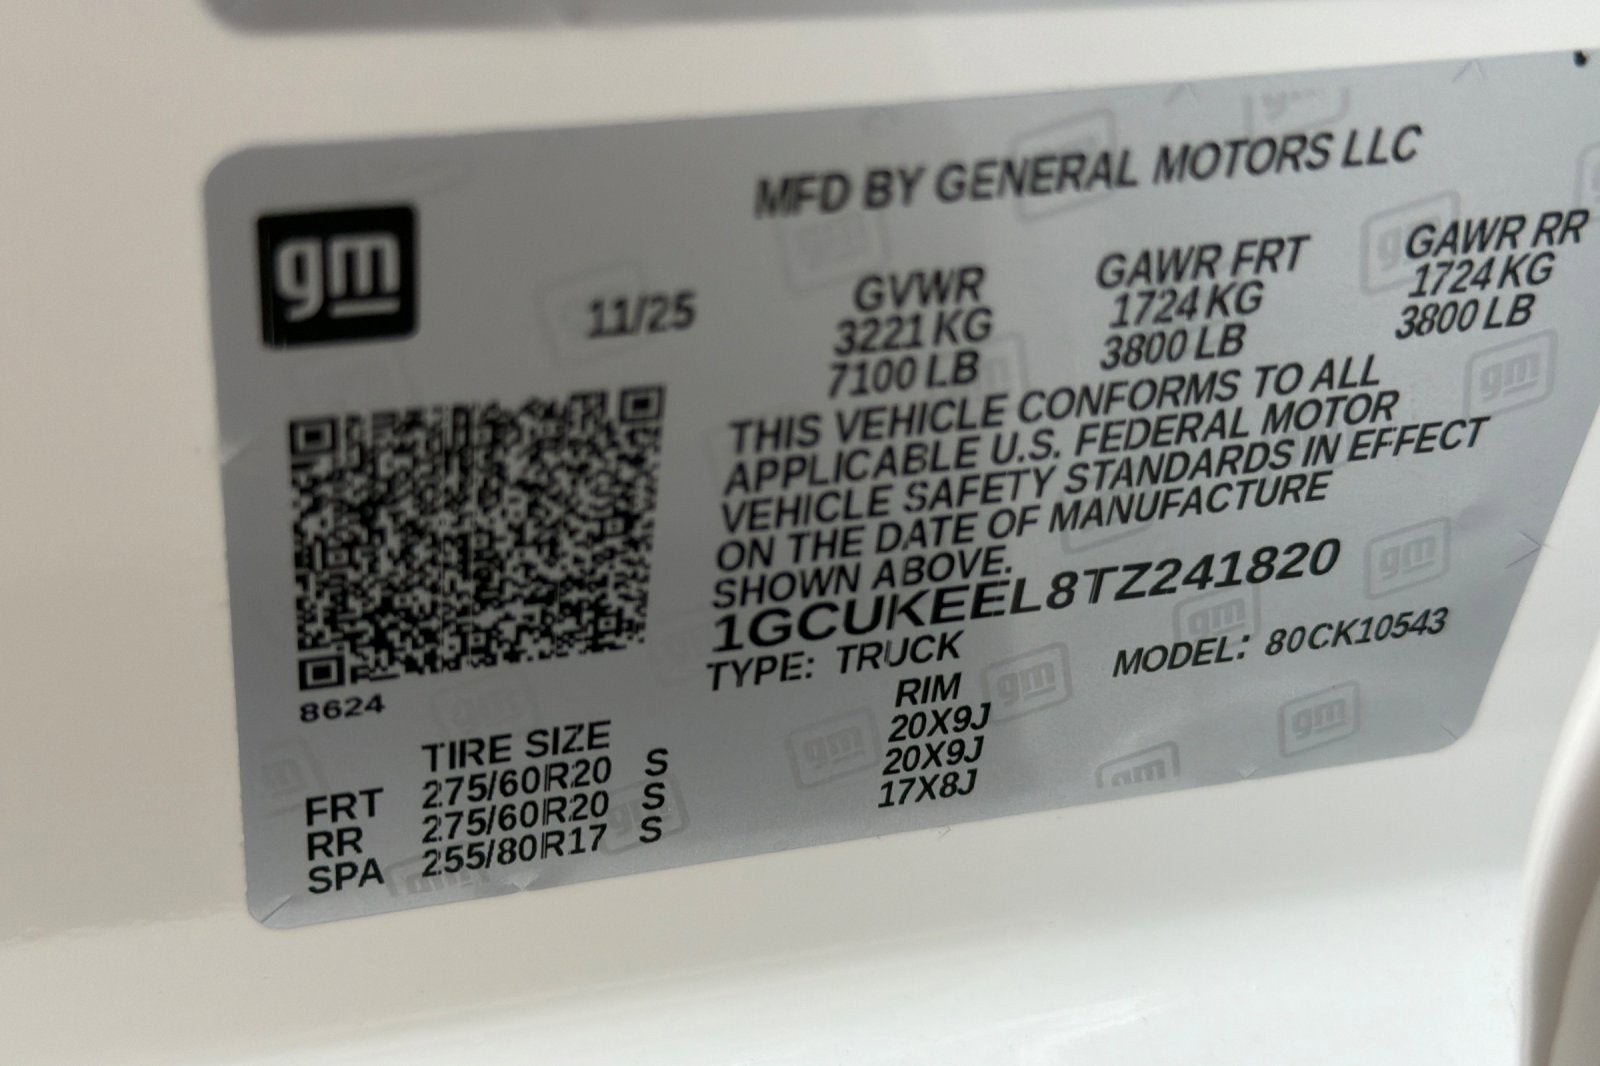 MFD BY GENERAL MOTORS LLC
gm
11/25
GVWR GAWR FRT GAWR RR
3221 KG 1724 KG 1724 KG
7100 LB 3800 LB 3800 LB
THIS VEHICLE CONFORMS TO ALL
APPLICABLE U.S. FEDERAL MOTOR
VEHICLE SAFETY STANDARDS IN EFFECT
ON THE DATE OF MANUFACTURE
SHOWN ABOVE.
1GCUKEEL8TZ241820
TYPE: TRUCK MODEL: 80CK10543
8624
TIRE SIZE RIM
FRT 275/60R20 S 20X9J
RR 275/60R20 S 20X9J
SPA 255/80R17 S 17X8J